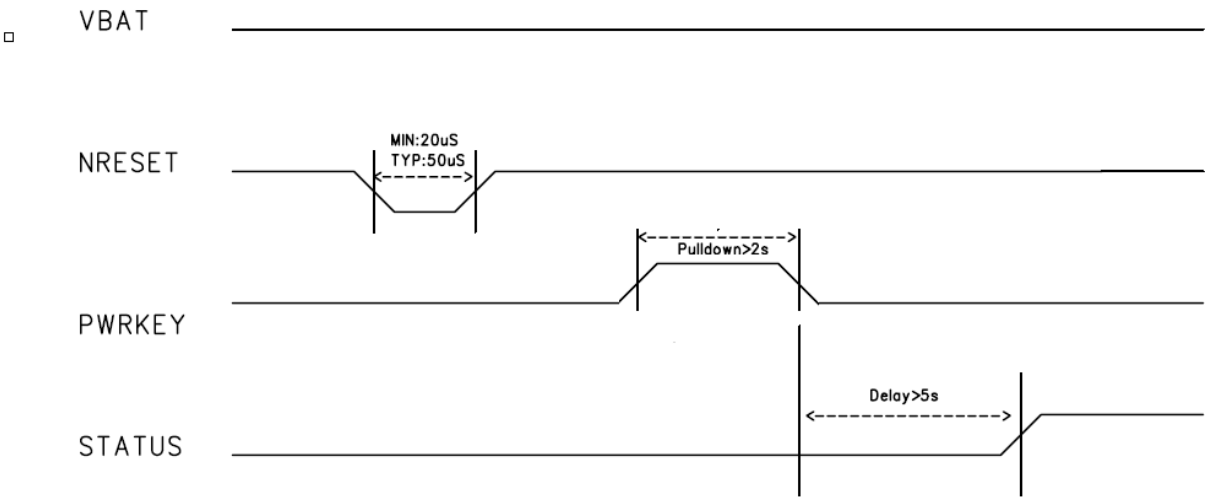 VBAT
MIN:20uS
TYP:50uS
NRESET
Pulldown>2s
PWRKEY
Delay>5s
STATUS